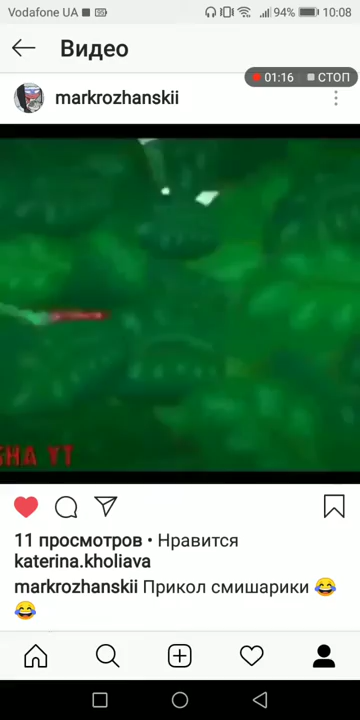 Vodafone UA 94% 10:08
Видео
01:16 СТОП
markrozhanskii
SHA YT
11 просмотров • Нравится
katerina.kholiava
markrozhanskii Прикол смишарики 😂
😂